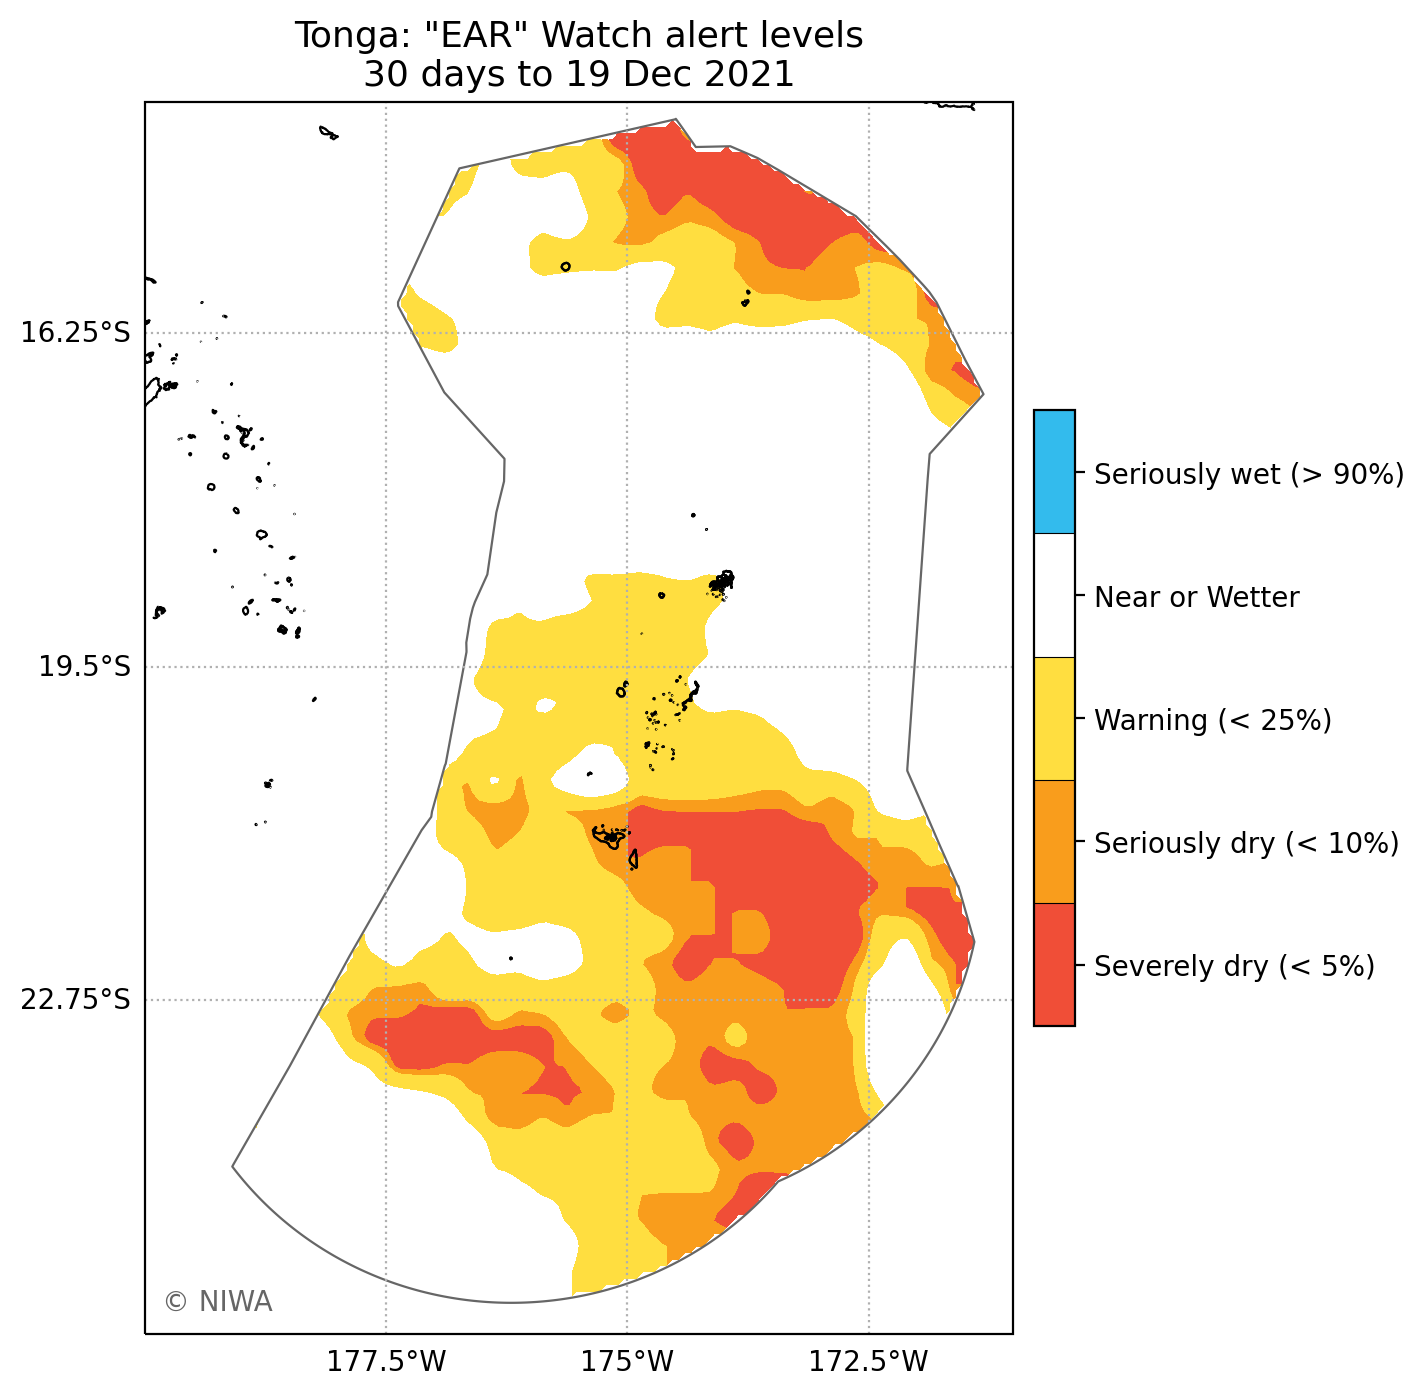 Tonga: "EAR" Watch alert levels
30 days to 19 Dec 2021
16.25°S
19.5°S
22.75°S
177.5°W
175°W
172.5°W
Seriously wet (> 90%)
Near or Wetter
Warning (< 25%)
Seriously dry (< 10%)
Severely dry (< 5%)
© NIWA